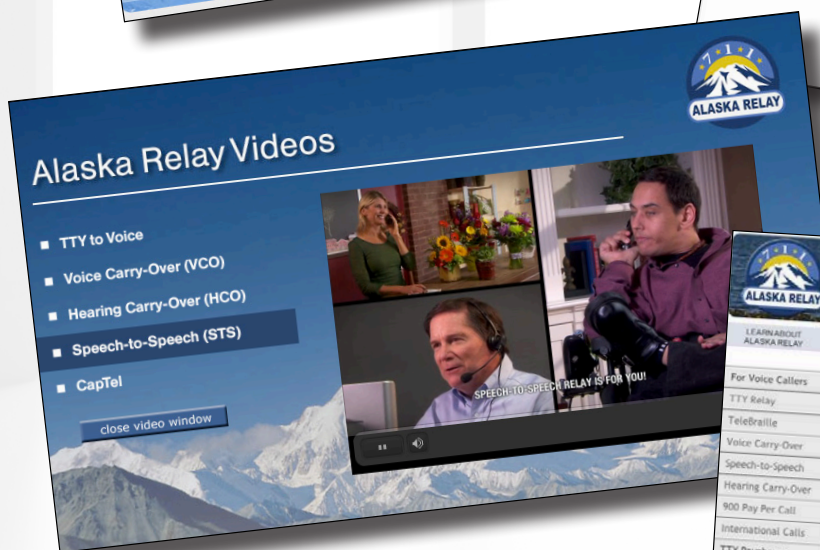 7 1 1
ALASKA RELAY
Alaska Relay Videos
TTY to Voice
Voice Carry-Over (VCO)
Hearing Carry-Over (HCO)
Speech-to-Speech (STS)
CapTel
close video window
SPEECH-TO-SPEECH RELAY IS FOR YOU!
7 1 1
ALASKA RELAY
LEARN ABOUT
ALASKA RELAY
For Voice Callers
TTY Relay
TeleBraille
Voice Carry-Over
Speech-to-Speech
Hearing Carry-Over
900 Pay Per Call
International Calls
TTY